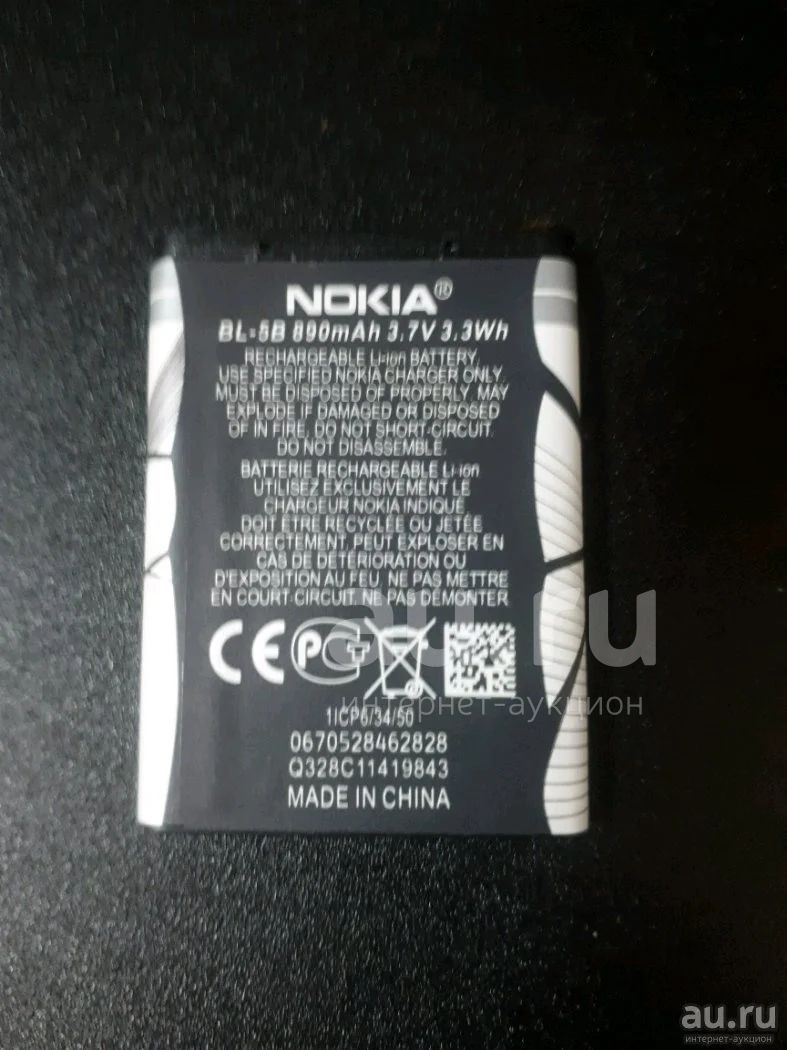 NOKIA®
BL-5B 890mAh 3.7V 3.3Wh
RECHARGEABLE Li-ion BATTERY.
USE SPECIFIED NOKIA CHARGER ONLY.
MUST BE DISPOSED OF PROPERLY, MAY
EXPLODE IF DAMAGED OR DISPOSED
OF IN FIRE, DO NOT SHORT-CIRCUIT.
DO NOT DISASSEMBLE.
BATTERIE RECHARGEABLE Li-ion
UTILISEZ EXCLUSIVEMENT LE
CHARGEUR NOKIA INDIQUÉ
DOIT ÊTRE RECYCLÉE OU JETÉE
CORRECTEMENT, PEUT EXPLOSER EN
CAS DE DÉTÉRIORATION OU
D'EXPOSITION AU FEU, NE PAS METTRE
EN COURT-CIRCUIT, NE PAS DÉMONTER
CE РСТ
1ICP6/34/50
0670528462828
Q328C11419843
MADE IN CHINA
au.ru
интернет-аукцион
au.ru
интернет-аукцион